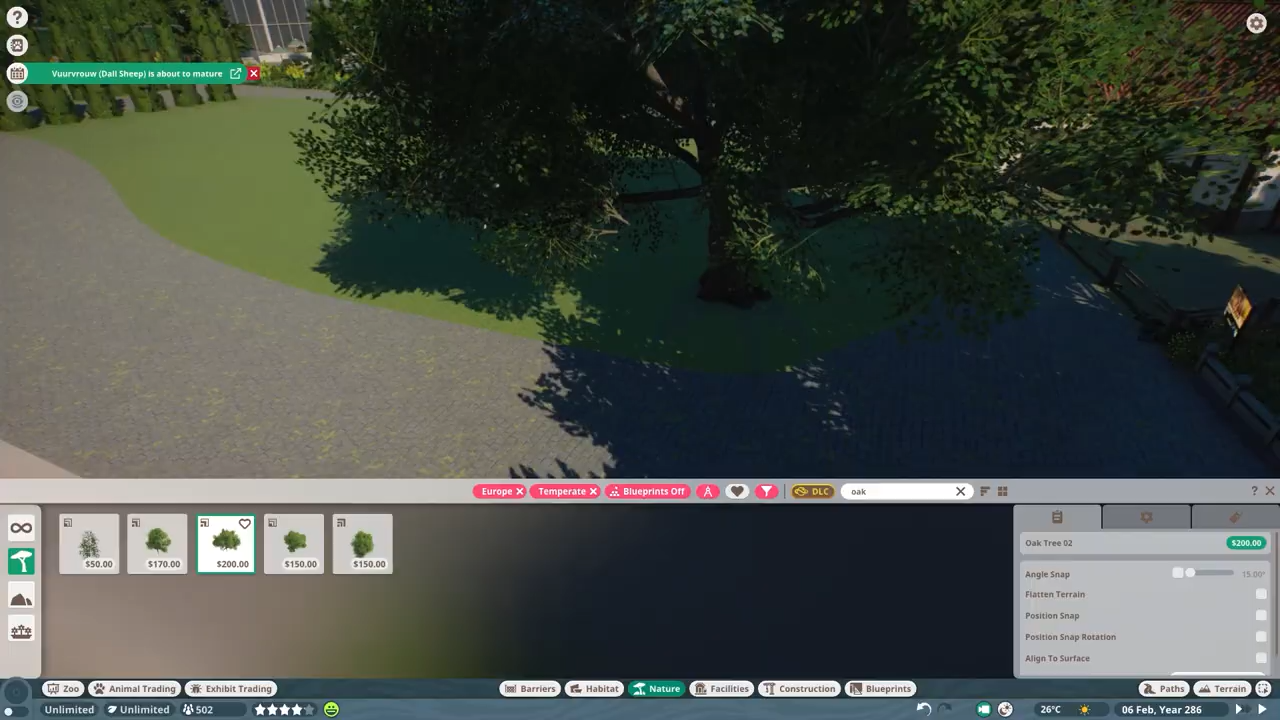 ?
Vuurvrouw (Dall Sheep) is about to mature
Europe Temperate Blueprints Off DLC oak
?
$50.00 $170.00 $200.00 $150.00 $150.00
Oak Tree 02 $200.00
Angle Snap 15.00°
Flatten Terrain
Position Snap
Position Snap Rotation
Align To Surface
Zoo Animal Trading Exhibit Trading Barriers Habitat Nature Facilities Construction Blueprints Paths Terrain
Unlimited Unlimited 502 26°C 06 Feb, Year 286